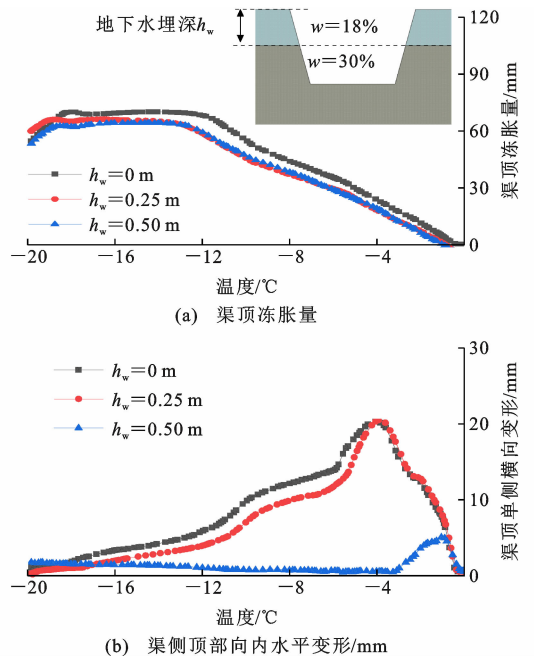 地下水埋深hw
w=18%
w=30%
120
90
60
30
0
渠顶冻胀量/mm
hw=0 m
hw=0.25 m
hw=0.50 m
−20
−16
−12
−8
−4
温度/℃
(a) 渠顶冻胀量
hw=0 m
hw=0.25 m
hw=0.50 m
30
20
10
0
渠顶单侧横向变形/mm
−20
−16
−12
−8
−4
温度/℃
(b) 渠侧顶部向内水平变形/mm